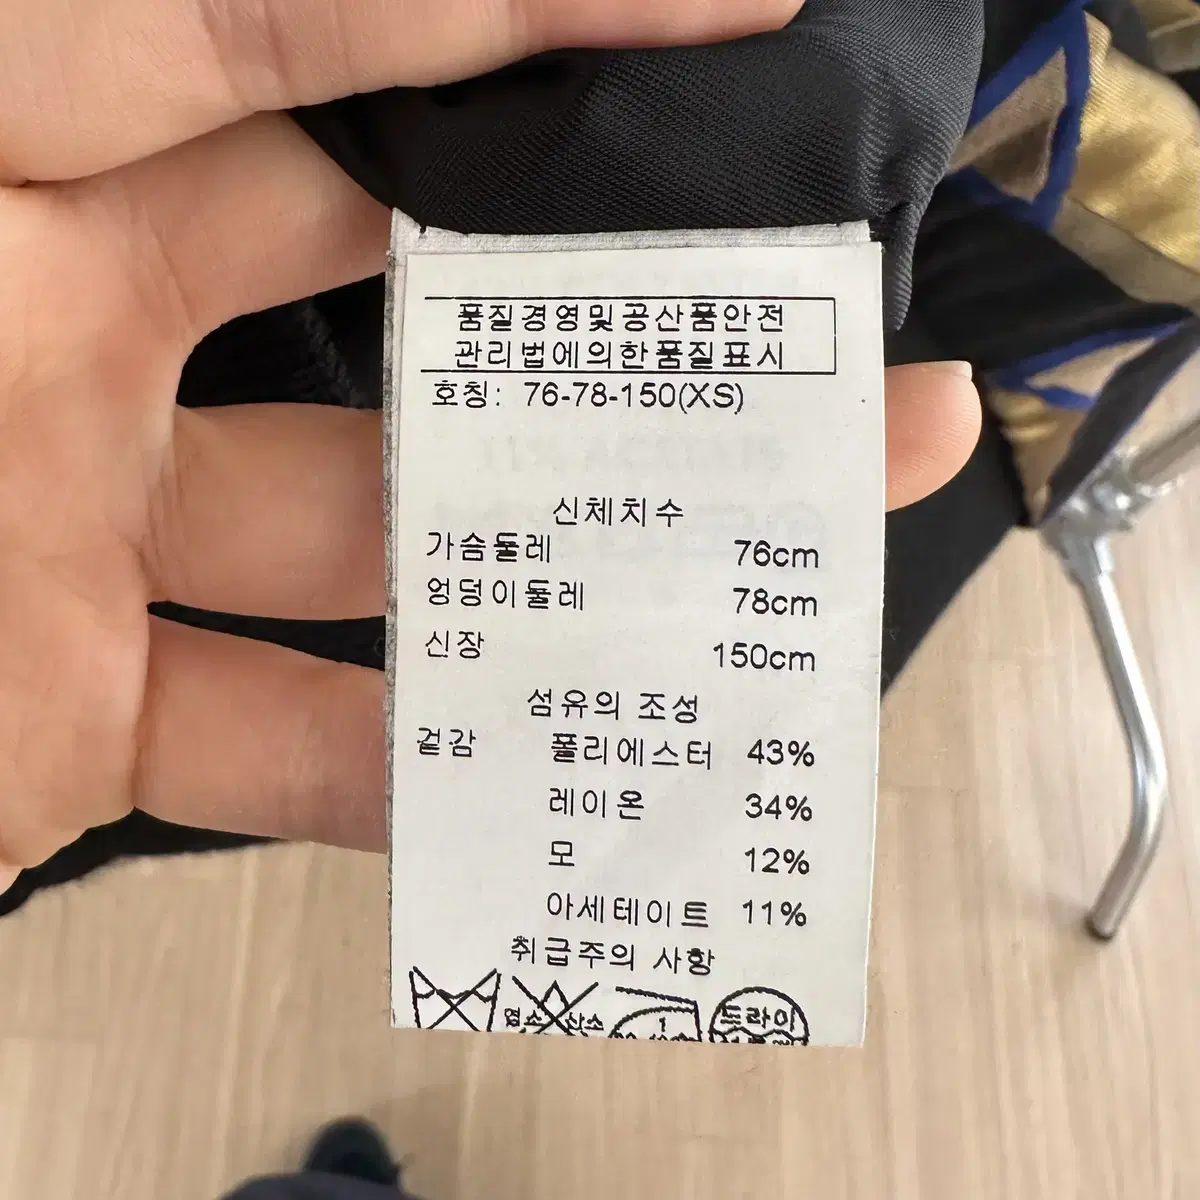 품질경영및공산품안전
관리법에의한품질표시
호칭: 76-78-150(XS)
신체치수
가슴둘레 76cm
엉덩이둘레 78cm
신장 150cm
섬유의 조성
겉감 폴리에스터 43%
레이온 34%
모 12%
아세테이트 11%
취급주의 사항
염소 산소 드라이